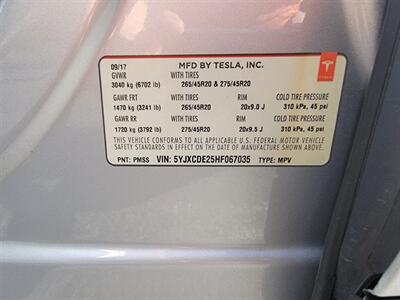 09/17 MFD BY TESLA, INC.
GVWR WITH TIRES
3040 kg (6702 lb) 265/45R20 & 275/45R20
GAWR FRT WITH TIRES RIM COLD TIRE PRESSURE
1470 kg (3241 lb) 265/45R20 20x9.0 J 310 kPa, 45 psi
GAWR RR WITH TIRES RIM COLD TIRE PRESSURE
1720 kg (3792 lb) 275/45R20 20x9.5 J 310 kPa, 45 psi
THIS VEHICLE CONFORMS TO ALL APPLICABLE U.S. FEDERAL MOTOR VEHICLE
SAFETY STANDARDS IN EFFECT ON THE DATE OF MANUFACTURE SHOWN ABOVE.
PNT: PMSS VIN: 5YJXCDE25HF067035 TYPE: MPV